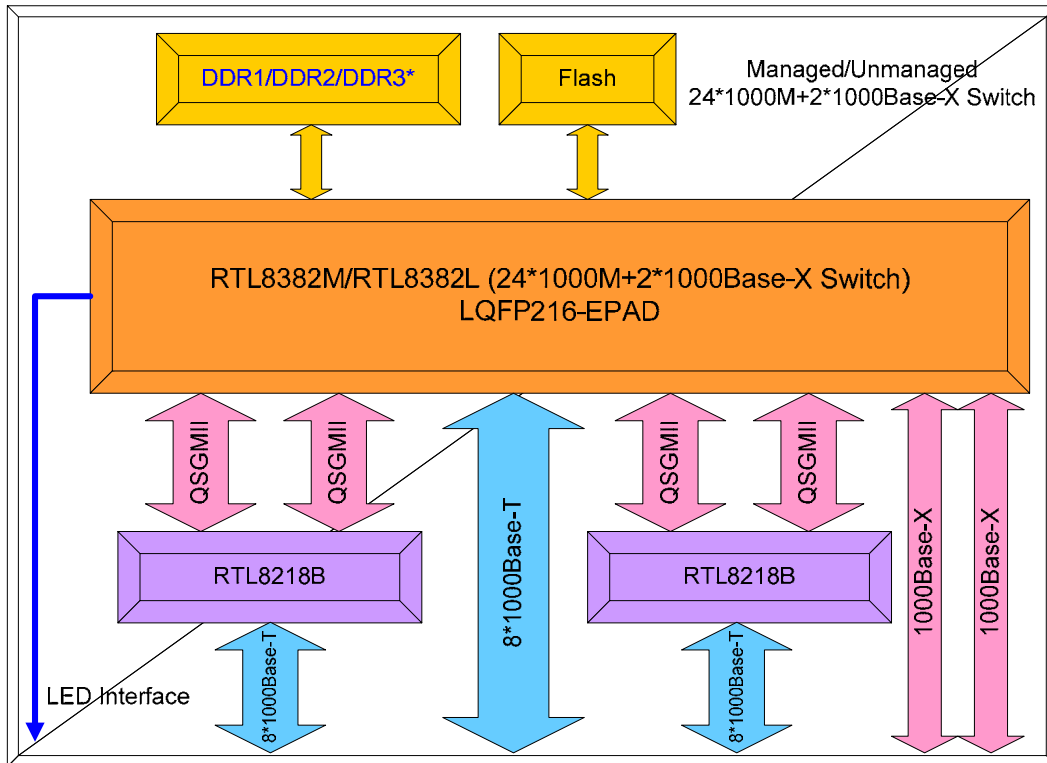 DDR1/DDR2/DDR3*
Flash
Managed/Unmanaged
24*1000M+2*1000Base-X Switch
RTL8382M/RTL8382L (24*1000M+2*1000Base-X Switch)
LQFP216-EPAD
QSGMII
QSGMII
8*1000Base-T
QSGMII
QSGMII
1000Base-X
1000Base-X
RTL8218B
RTL8218B
8*1000Base-T
8*1000Base-T
LED Interface